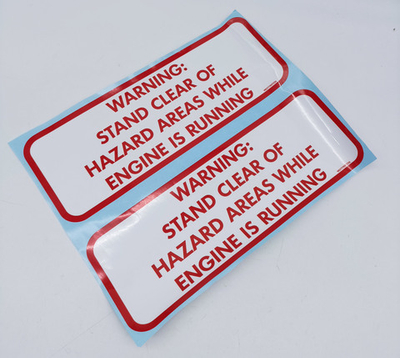 WARNING:
STAND CLEAR OF
HAZARD AREAS WHILE
ENGINE IS RUNNING
WARNING:
STAND CLEAR OF
HAZARD AREAS WHILE
ENGINE IS RUNNING